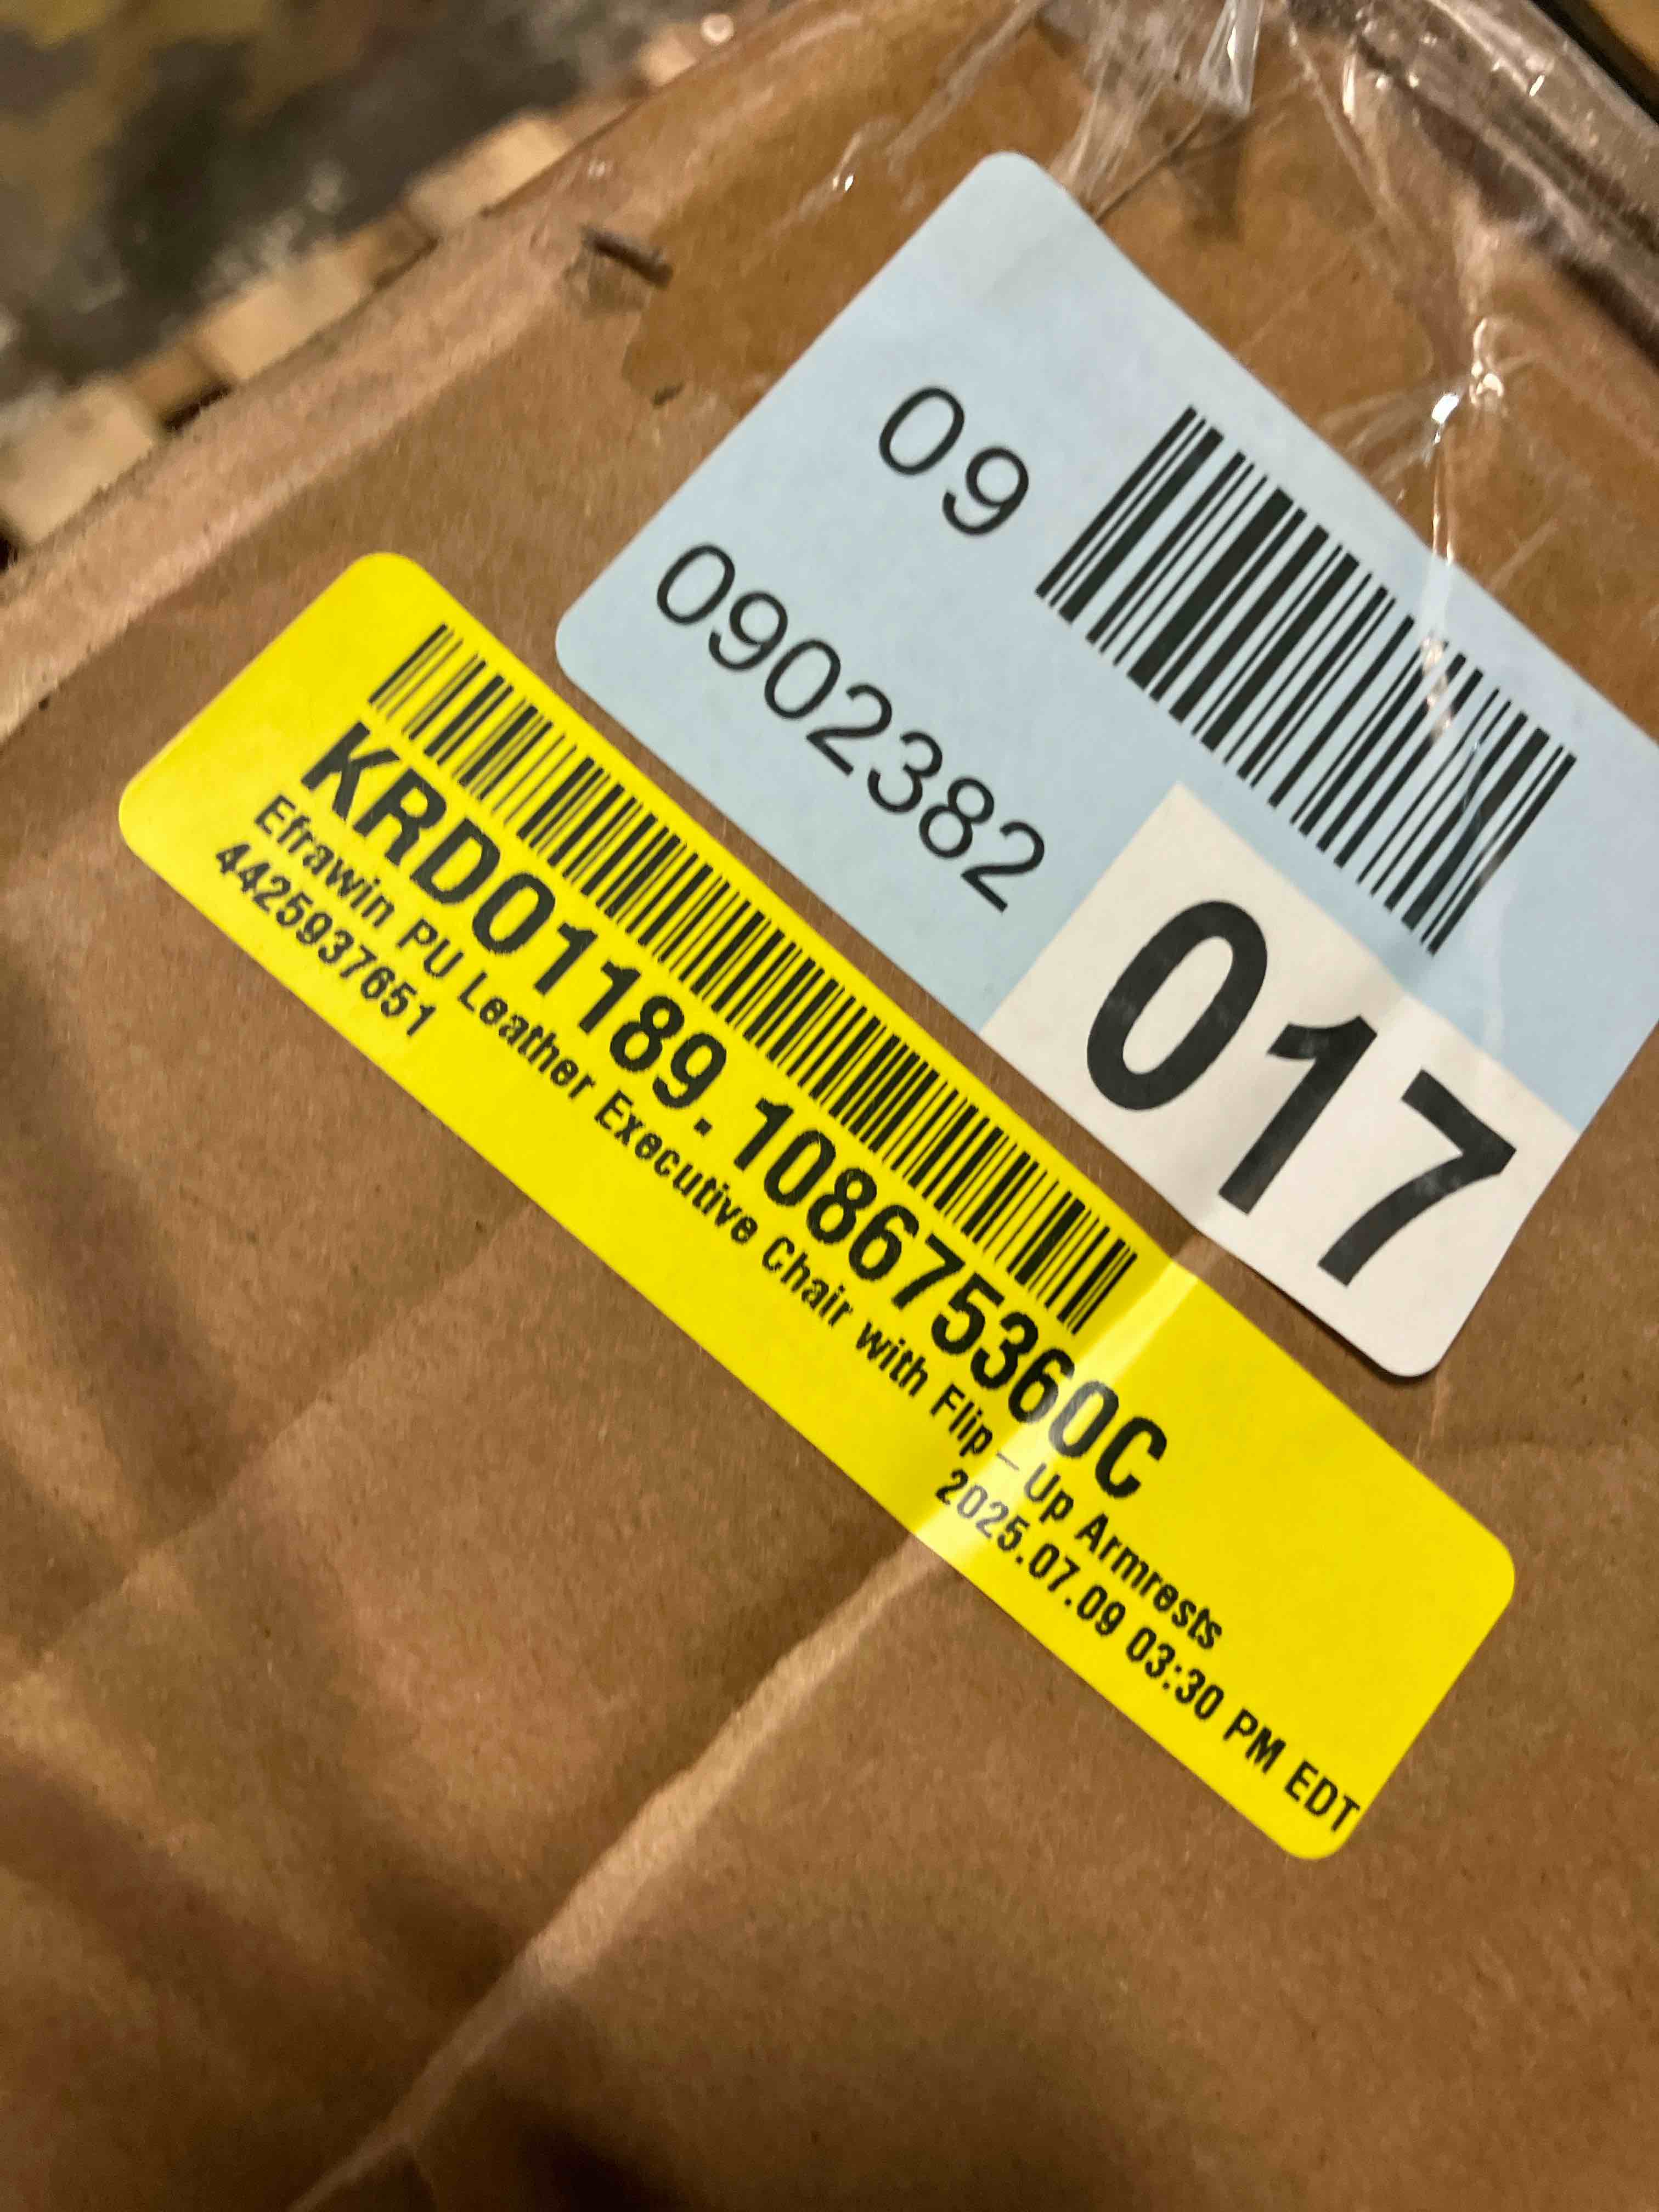 09
0902382
017
KRD01189.108675360C
Efrawin PU Leather Executive Chair with Flip-Up Armrests
4425937651
2025.07.09 03:30 PM EDT